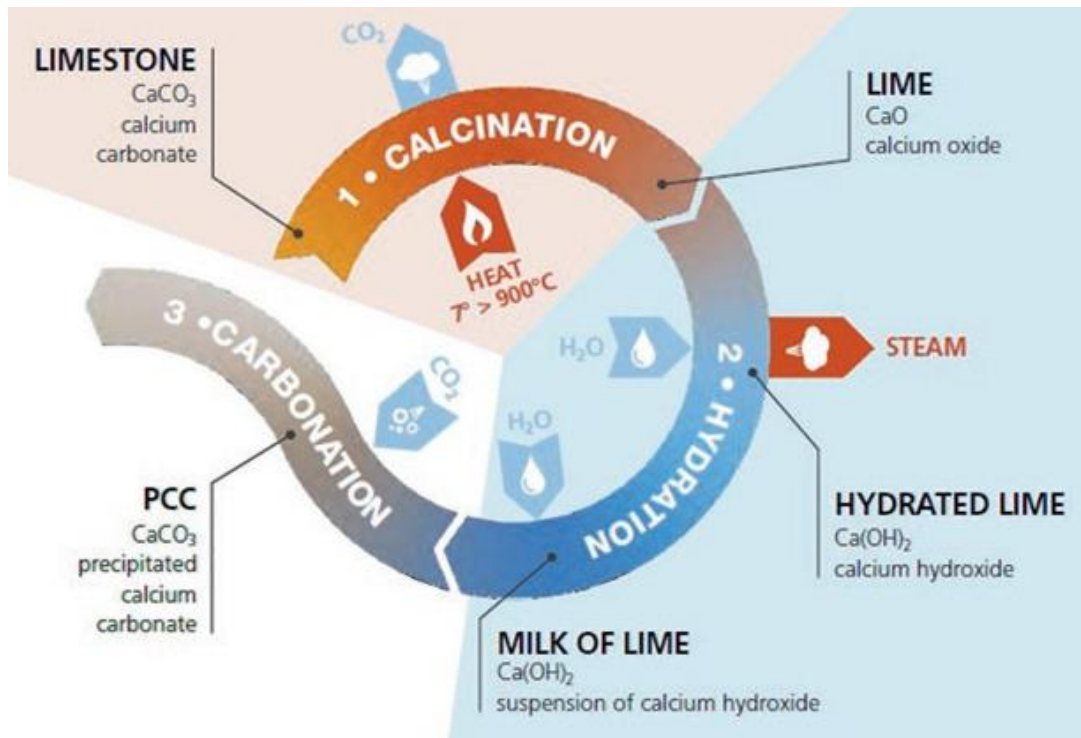 LIMESTONE
CaCO₃
calcium
carbonate
CO₂
1 • CALCINATION
HEAT
T° > 900°C
LIME
CaO
calcium oxide
H₂O
STEAM
2 • HYDRATION
H₂O
HYDRATED LIME
Ca(OH)₂
calcium hydroxide
MILK OF LIME
Ca(OH)₂
suspension of calcium hydroxide
3 • CARBONATION
CO₂
PCC
CaCO₃
precipitated
calcium
carbonate